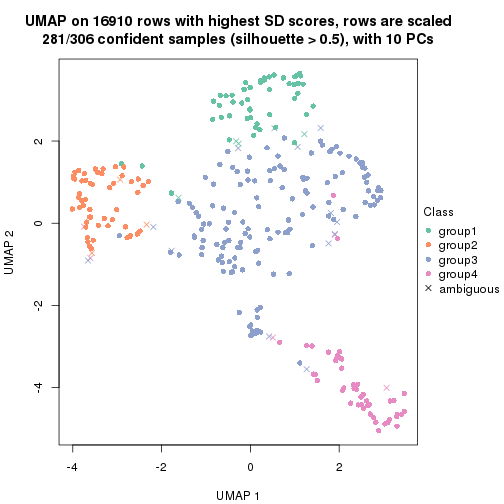 UMAP on 16910 rows with highest SD scores, rows are scaled
281/306 confident samples (silhouette > 0.5), with 10 PCs
UMAP 2
2
0
-2
-4
-4
-2
0
2
UMAP 1
Class
group1
group2
group3
group4
ambiguous